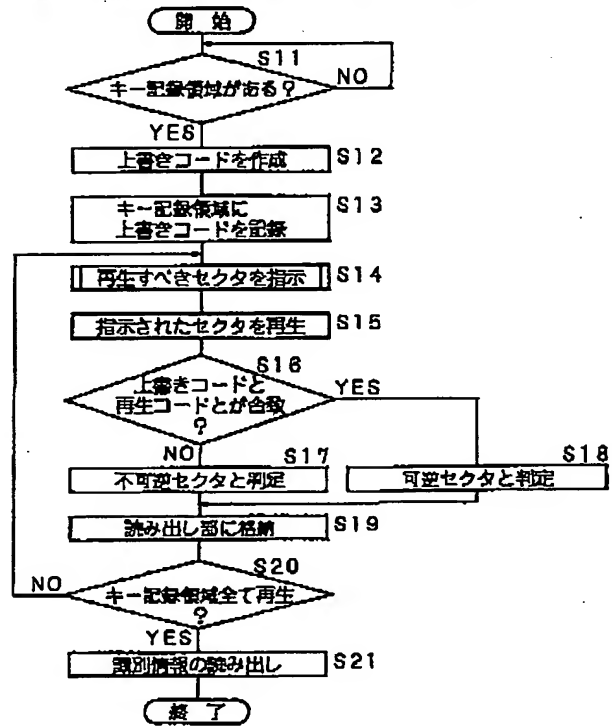 開 始
S11
キー記録領域がある?
NO
YES
上書きコードを作成
S12
キー記録領域に
上書きコードを記録
S13
再生すべきセクタを指示
S14
指示されたセクタを再生
S15
S16
上書きコードと
再生コードとが合致
?
YES
NO
S17
不可逆セクタと判定
S18
可逆セクタと判定
読み出し部に格納
S19
S20
NO
キー記録領域全て再生
?
YES
識別情報の読み出し
S21
終 了